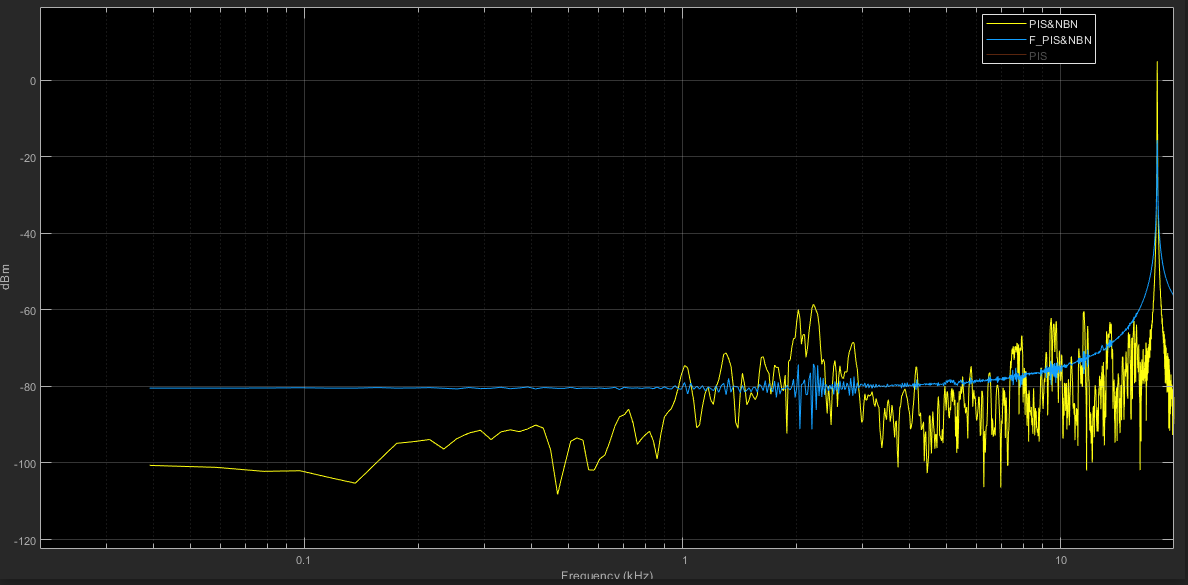 PIS&NBN
F_PIS&NBN
PIS
0
-20
-40
-60
-80
-100
-120
dBm
0.1
1
10
Frequency (kHz)